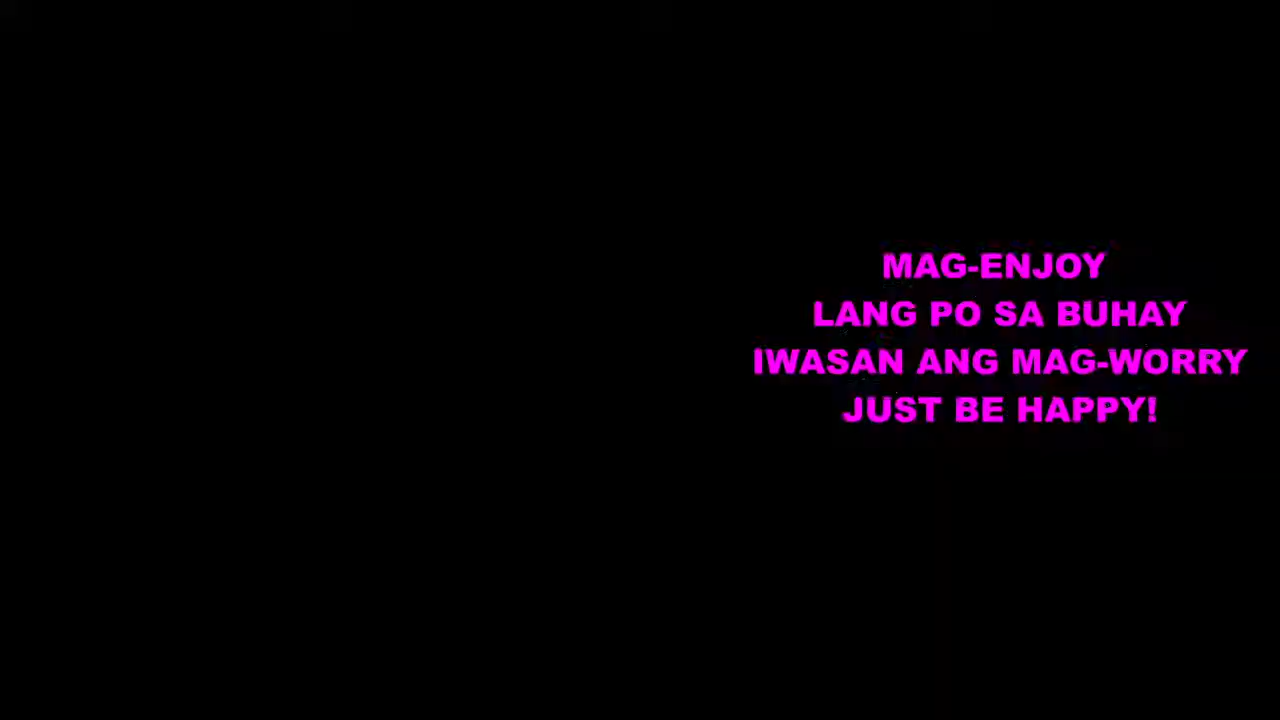 MAG-ENJOY
LANG PO SA BUHAY
IWASAN ANG MAG-WORRY
JUST BE HAPPY!